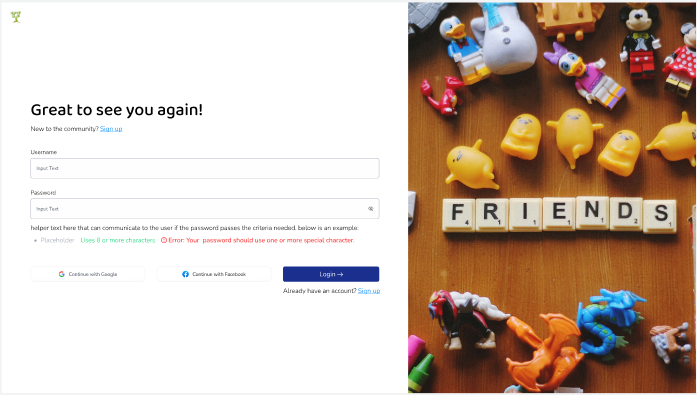 Great to see you again!
New to the community? Sign up
Username
Input Text
Password
Input Text
helper text here that can communicate to the user if the password passes the criteria needed. below is an example:
Placeholder Uses 8 or more characters Error: Your password should use one or more special character.
Continue with Google Continue with Facebook Login →
Already have an account? Sign up
FRIENDS